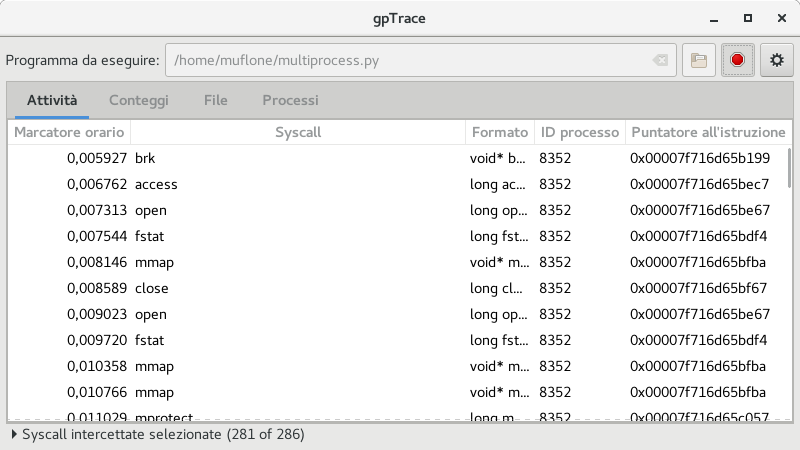 gpTrace
Programma da eseguire: /home/muflone/multiprocess.py
Attività Conteggi File Processi
Marcatore orario Syscall Formato ID processo Puntatore all'istruzione
0,005927 brk void* b... 8352 0x00007f716d65b199
0,006762 access long ac... 8352 0x00007f716d65bec7
0,007313 open long op... 8352 0x00007f716d65be67
0,007544 fstat long fst... 8352 0x00007f716d65bdf4
0,008146 mmap void* m... 8352 0x00007f716d65bfba
0,008589 close long cl... 8352 0x00007f716d65bf67
0,009023 open long op... 8352 0x00007f716d65be67
0,009720 fstat long fst... 8352 0x00007f716d65bdf4
0,010358 mmap void* m... 8352 0x00007f716d65bfba
0,010766 mmap void* m... 8352 0x00007f716d65bfba
0,011029 mprotect long m... 8352 0x00007f716d65c057
Syscall intercettate selezionate (281 of 286)